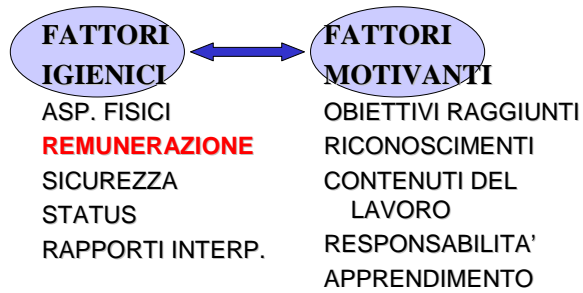 FATTORI
IGIENICI
ASP. FISICI
REMUNERAZIONE
SICUREZZA
STATUS
RAPPORTI INTERP.
FATTORI
MOTIVANTI
OBIETTIVI RAGGIUNTI
RICONOSCIMENTI
CONTENUTI DEL
LAVORO
RESPONSABILITA'
APPRENDIMENTO